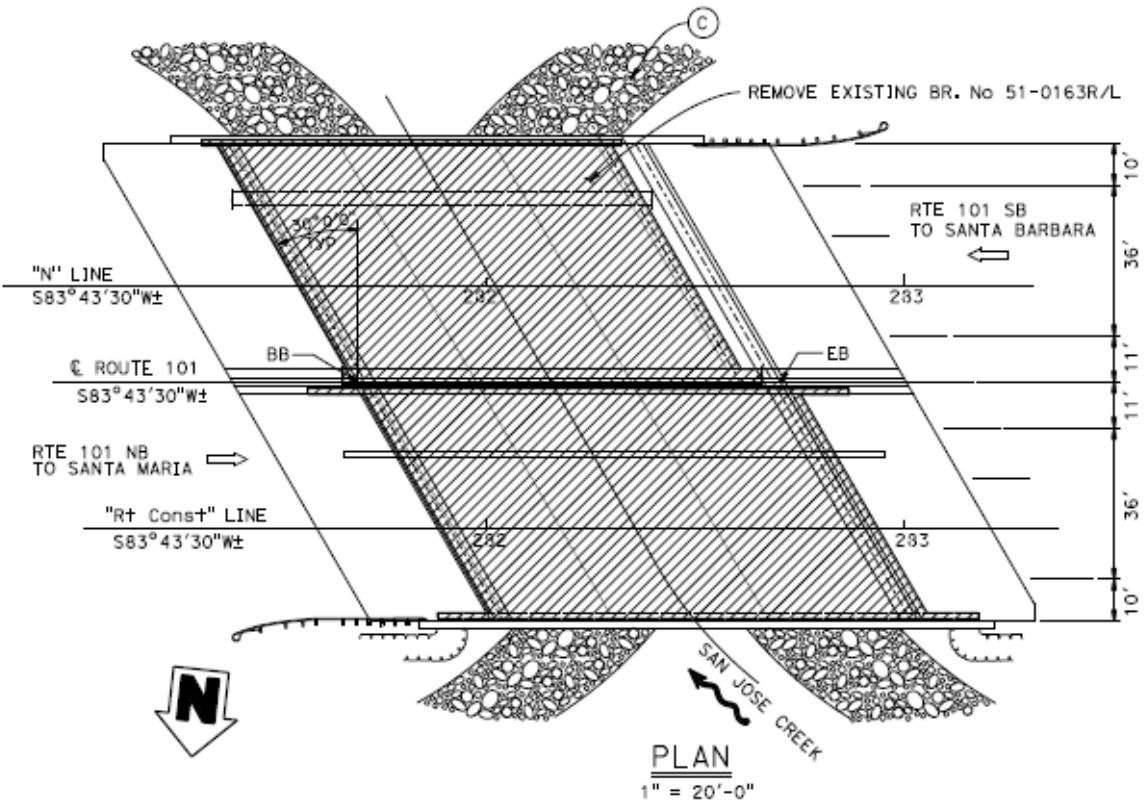 C
REMOVE EXISTING BR. No 51-0163R/L
10'
30°0'0"
TYP
RTE 101 SB
TO SANTA BARBARA
36'
"N" LINE
S83°43'30"W±
282
283
11'
BB
EB
℄ ROUTE 101
S83°43'30"W±
11'
RTE 101 NB
TO SANTA MARIA
36'
"Rt Const" LINE
S83°43'30"W±
282
283
10'
SAN JOSE CREEK
N
PLAN
1" = 20'-0"